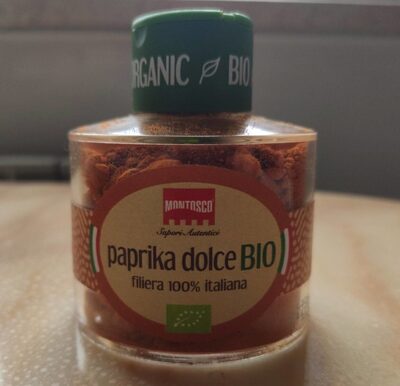 ORGANIC BIO
MONTOSCO
Sapori Autentici
paprika dolce BIO
filiera 100% italiana